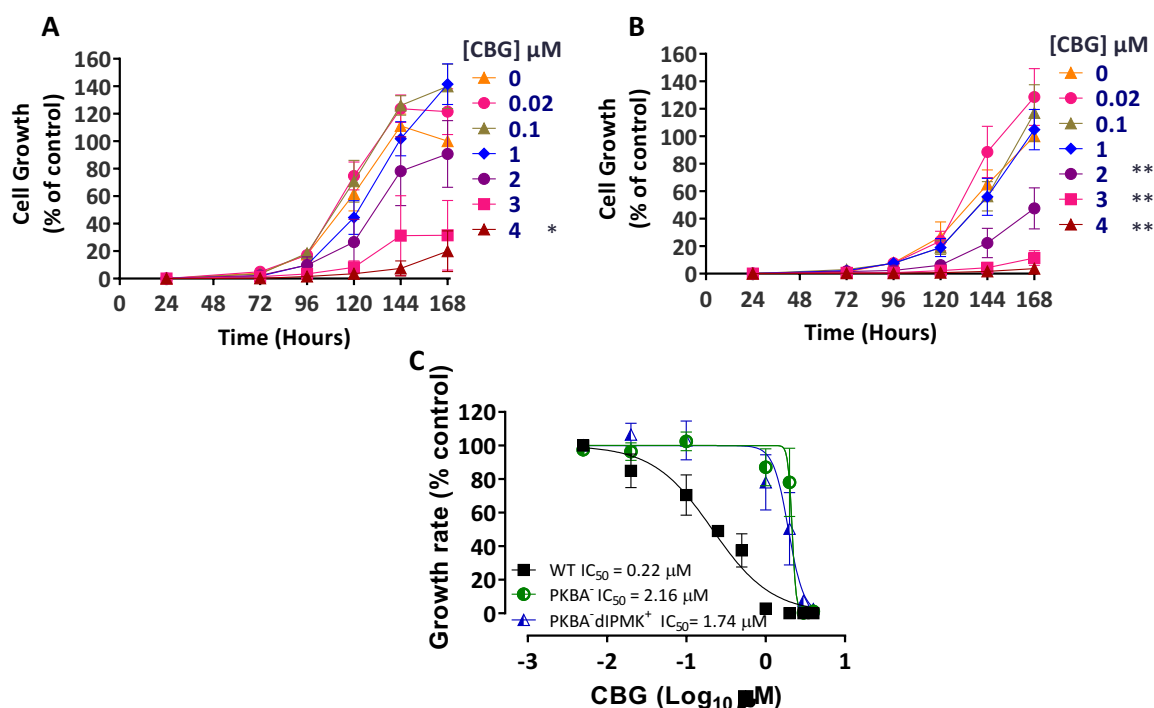 A
[CBG] µM
0
0.02
0.1
1
2
3
4 *
160
140
120
100
80
60
40
20
0
Cell Growth
(% of control)
0 24 48 72 96 120 144 168
Time (Hours)
B
[CBG] µM
0
0.02
0.1
1
2 **
3 **
4 **
160
140
120
100
80
60
40
20
0
Cell Growth
(% of control)
0 24 48 72 96 120 144 168
Time (Hours)
C
120
100
80
60
40
20
0
Growth rate (% control)
WT IC50 = 0.22 µM
PKBA- IC50 = 2.16 µM
PKBA-dIPMK+ IC50= 1.74 µM
-3 -2 -1 0 1
CBG (Log10 M)